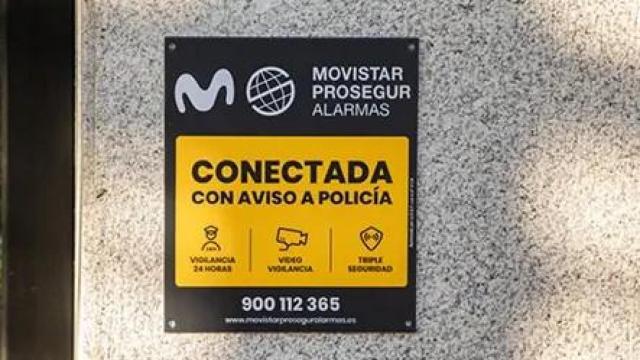 MOVISTAR
PROSEGUR
ALARMAS
CONECTADA
CON AVISO A POLICÍA
VIGILANCIA
24 HORAS
VÍDEO
VIGILANCIA
TRIPLE
SEGURIDAD
900 112 365
www.movistarproseguralarmas.es